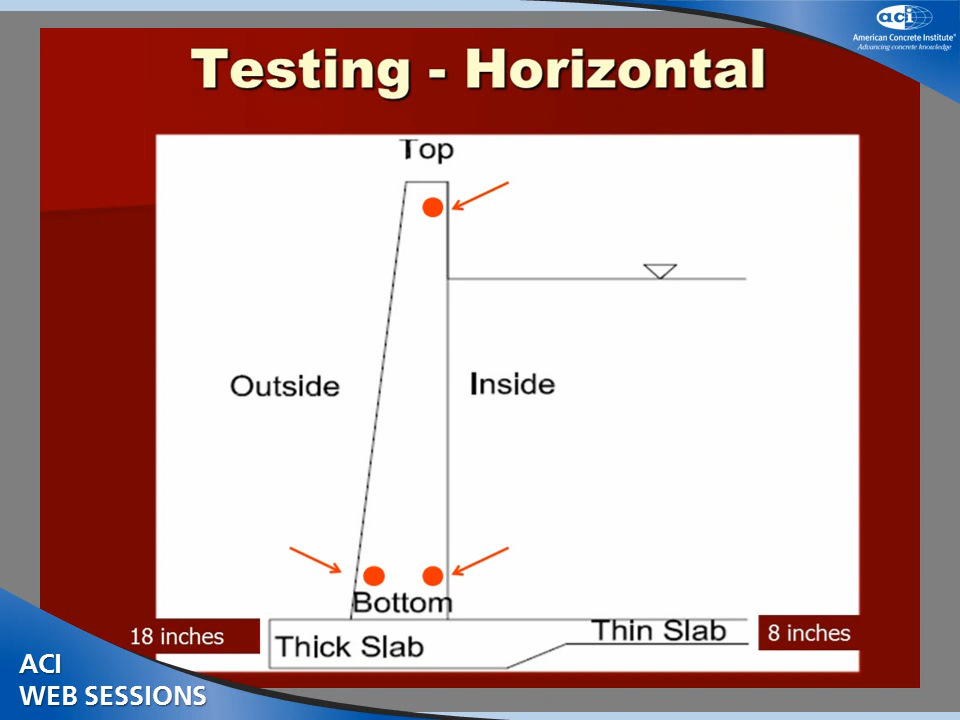 aci
American Concrete Institute®
Advancing concrete knowledge
Testing - Horizontal
Top
Outside
Inside
Bottom
18 inches
Thick Slab
Thin Slab
8 inches
ACI
WEB SESSIONS